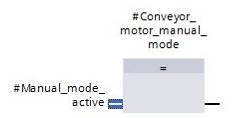 #Conveyor_
motor_manual_
mode
=
#Manual_mode_
active